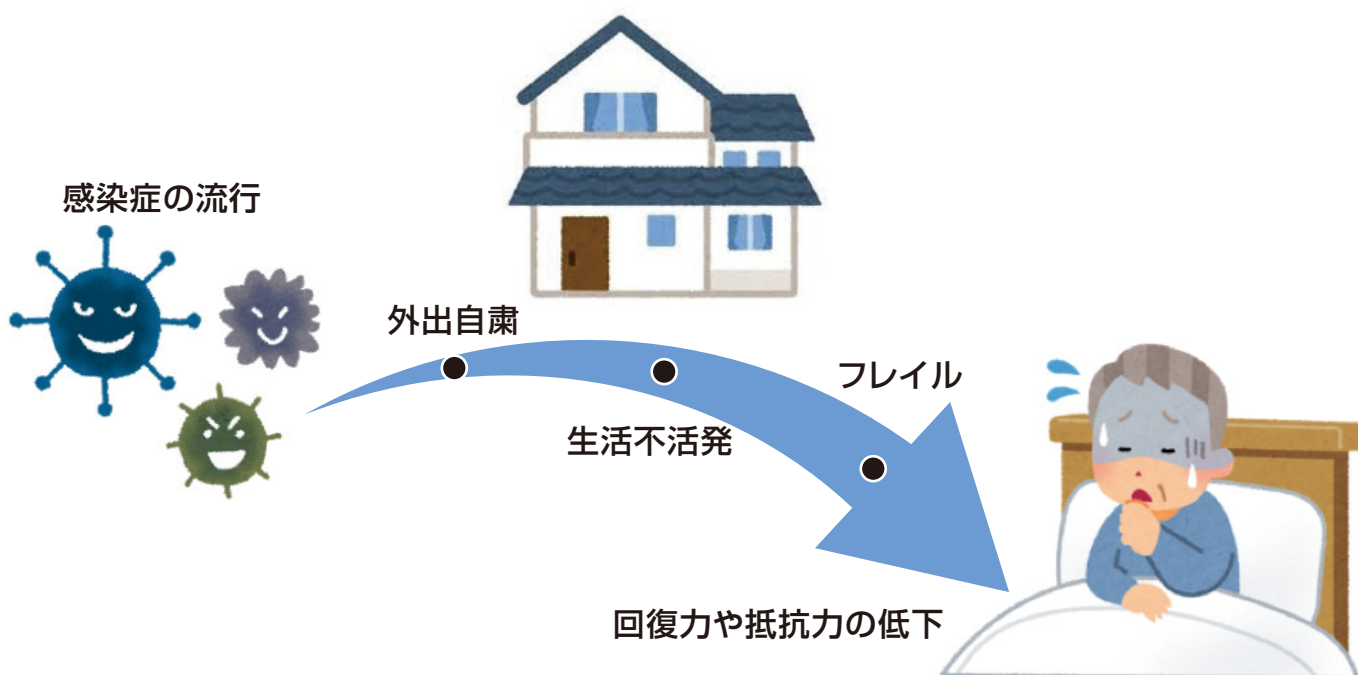 感染症の流行
外出自粛
生活不活発
フレイル
回復力や抵抗力の低下